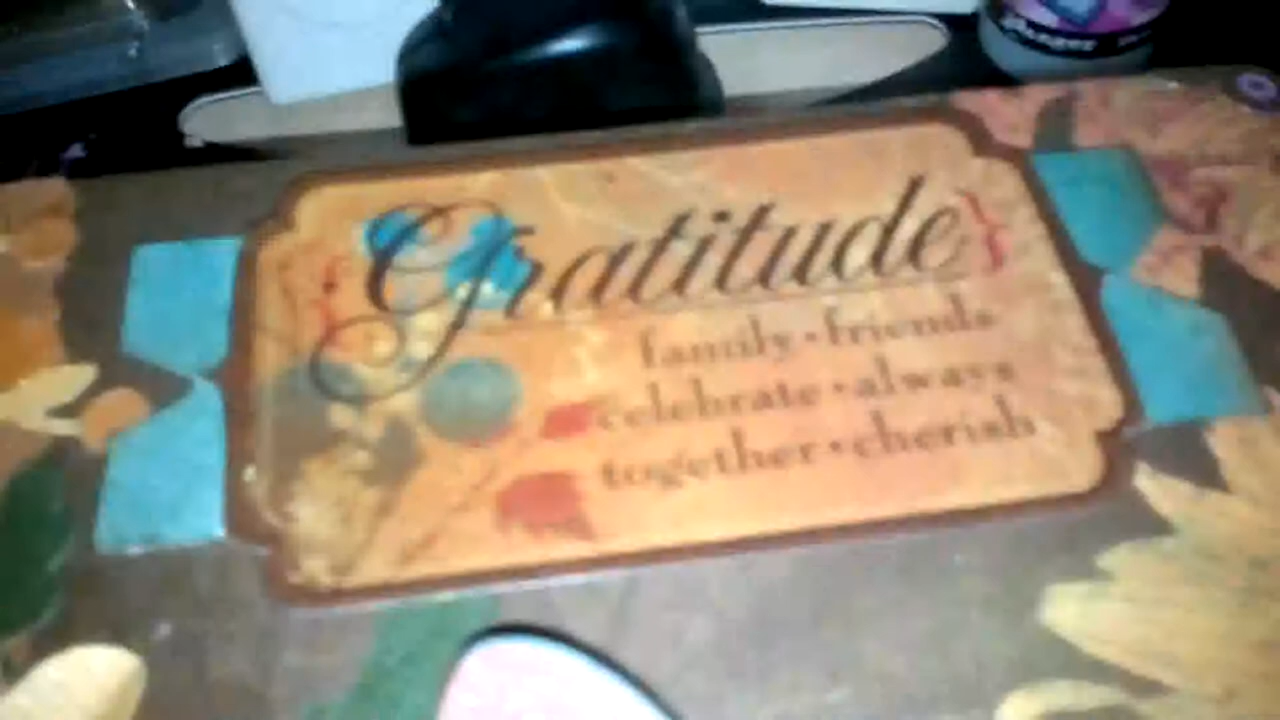 Gratitude}
family • friends
celebrate • always
together • cherish